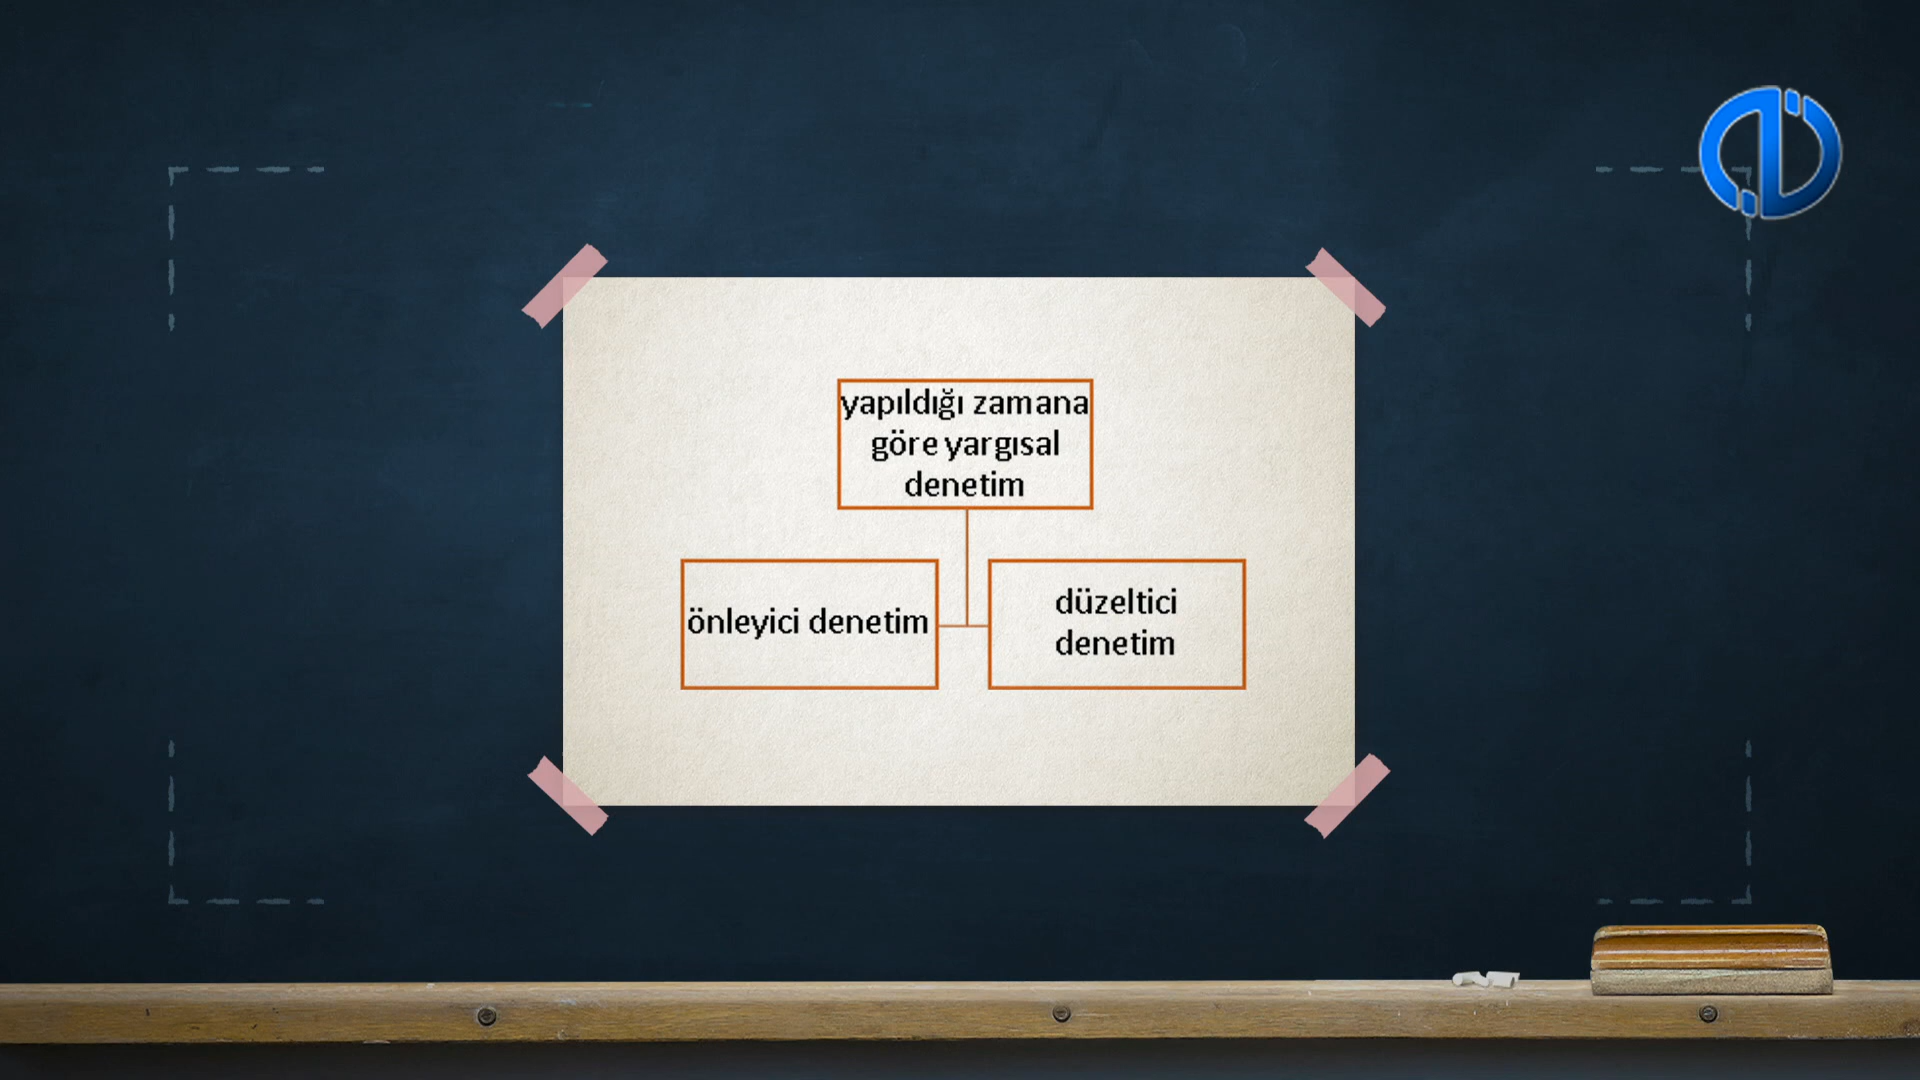 yapıldığı zamana
göre yargısal
denetim
önleyici denetim
düzeltici
denetim